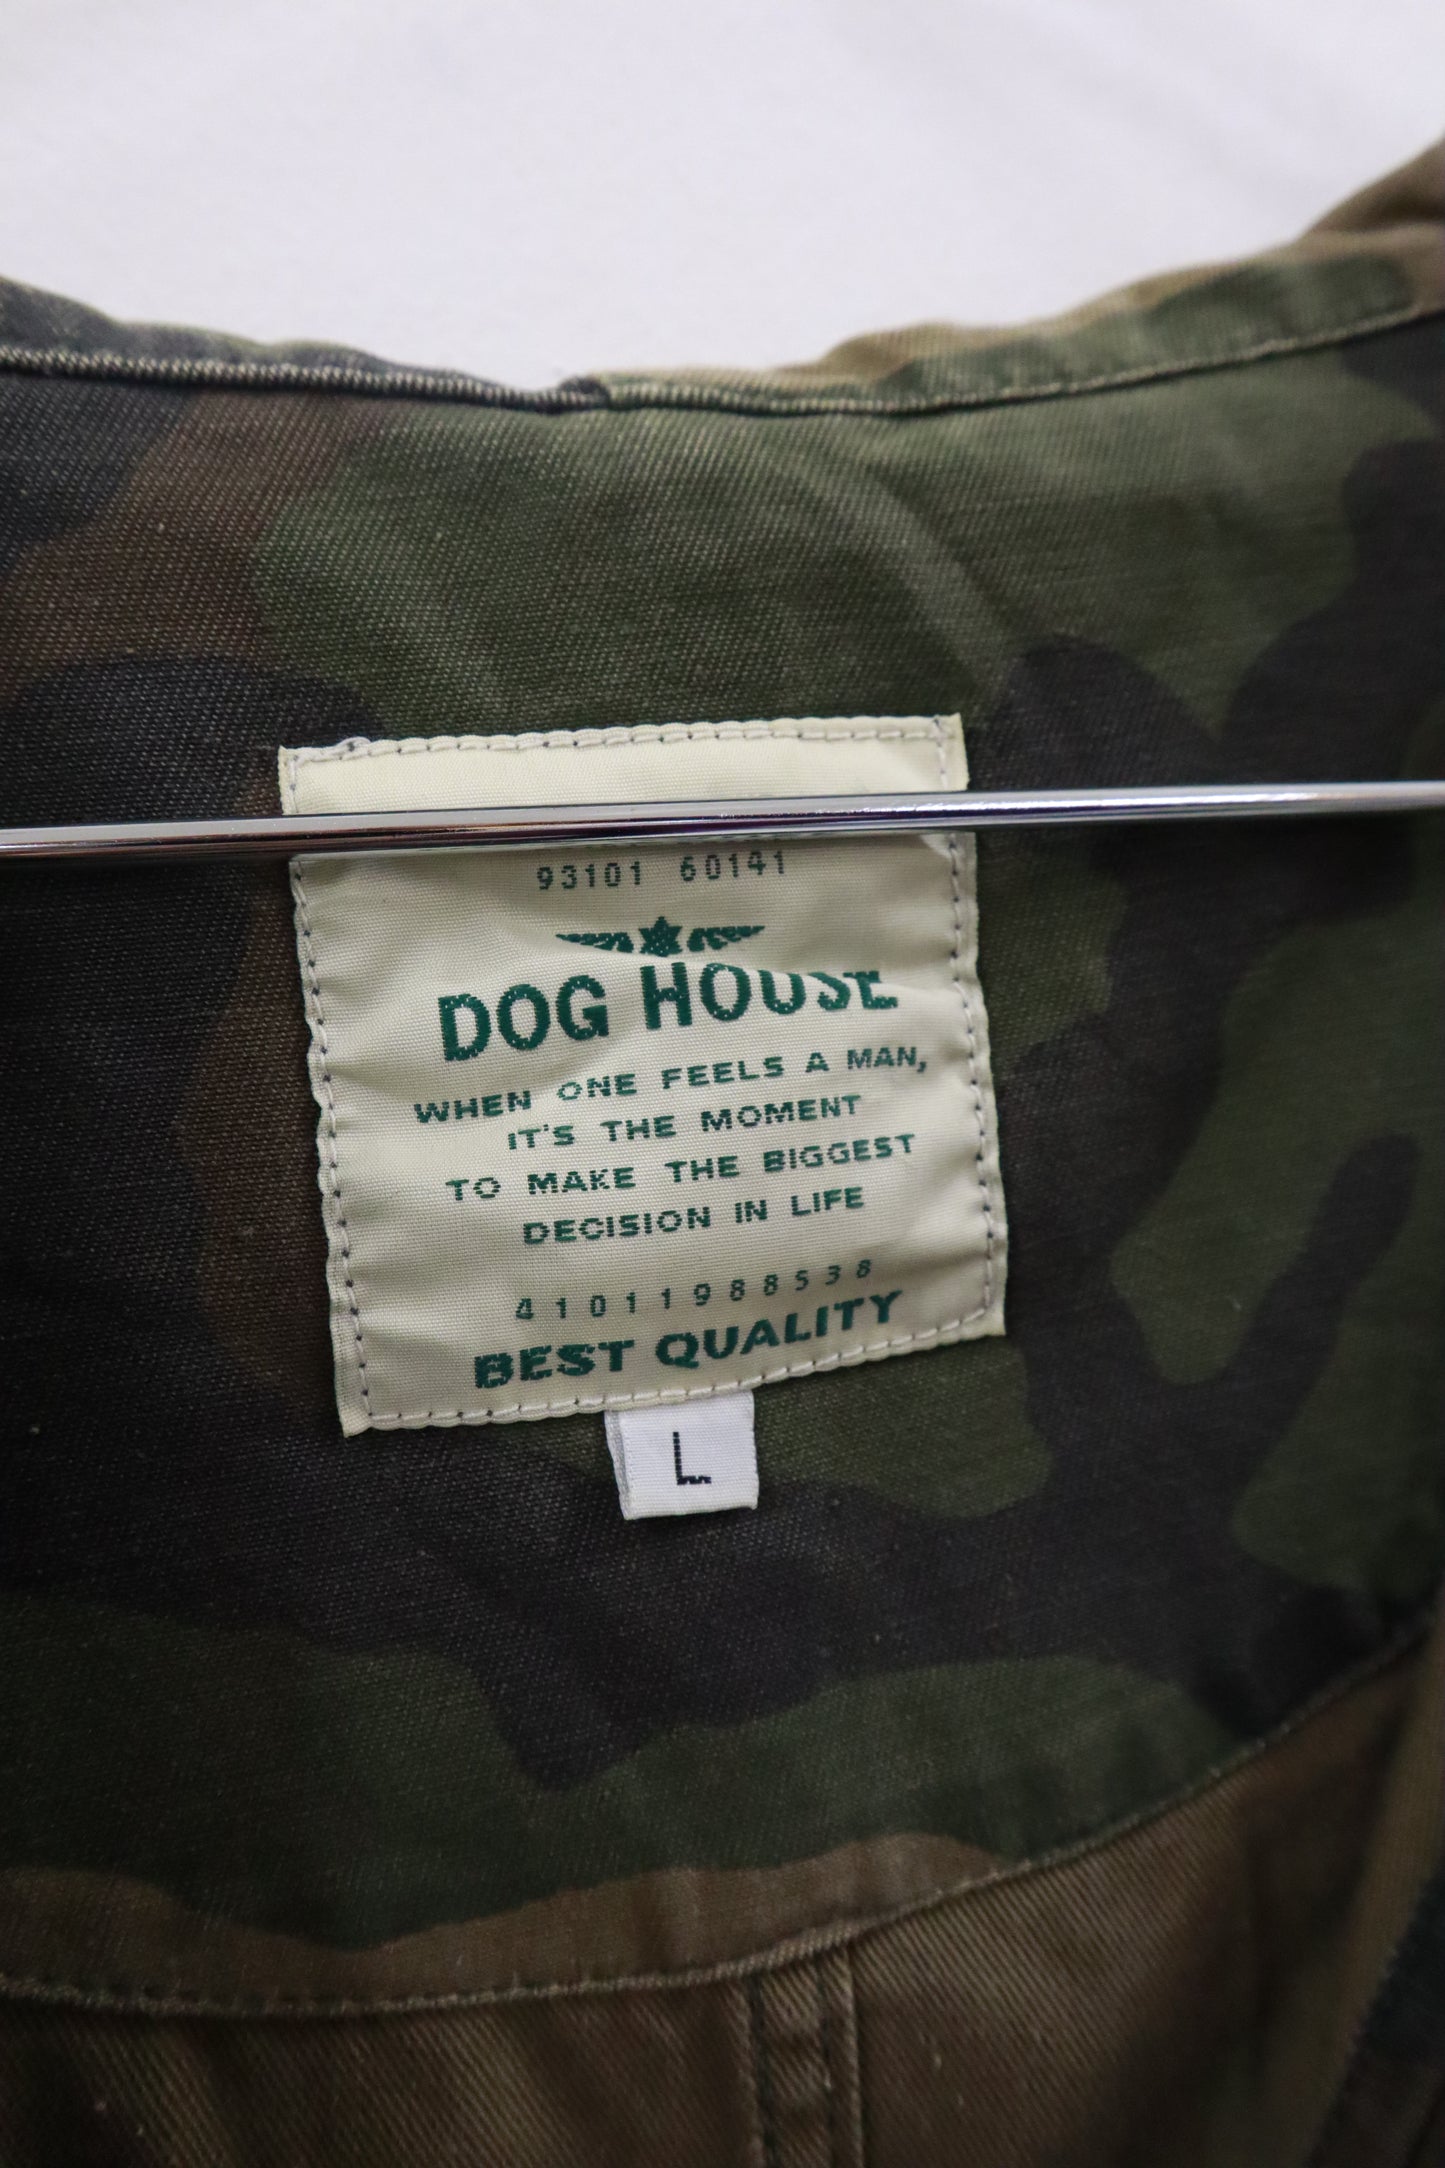 93101 60141
DOG HOUSE
WHEN ONE FEELS A MAN,
IT'S THE MOMENT
TO MAKE THE BIGGEST
DECISION IN LIFE
41011988538
BEST QUALITY
L